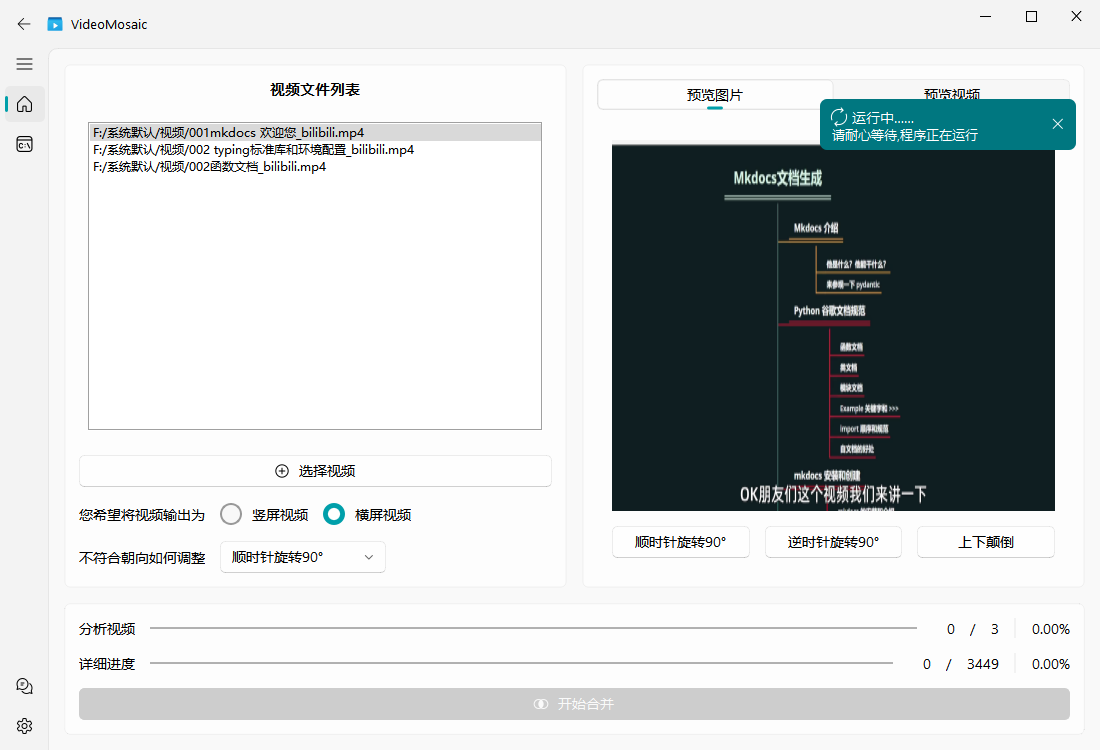 VideoMosaic
视频文件列表
F:/系统默认/视频/001mkdocs 欢迎您_bilibili.mp4
F:/系统默认/视频/002 typing标准库和环境配置_bilibili.mp4
F:/系统默认/视频/002函数文档_bilibili.mp4
选择视频
您希望将视频输出为 竖屏视频 横屏视频
不符合朝向如何调整 顺时针旋转90°
预览图片 预览视频
运行中......
请耐心等待,程序正在运行
Mkdocs文档生成
Mkdocs 介绍
他是什么? 他能干什么?
来参观一下 pydantic
Python 谷歌文档规范
函数文档
类文档
模块文档
Example 关键字和 >>>
import 顺序和规范
自文档的好处
mkdocs 安装和创建
OK朋友们这个视频我们来讲一下
顺时针旋转90° 逆时针旋转90° 上下颠倒
分析视频 0 / 3 0.00%
详细进度 0 / 3449 0.00%
开始合并